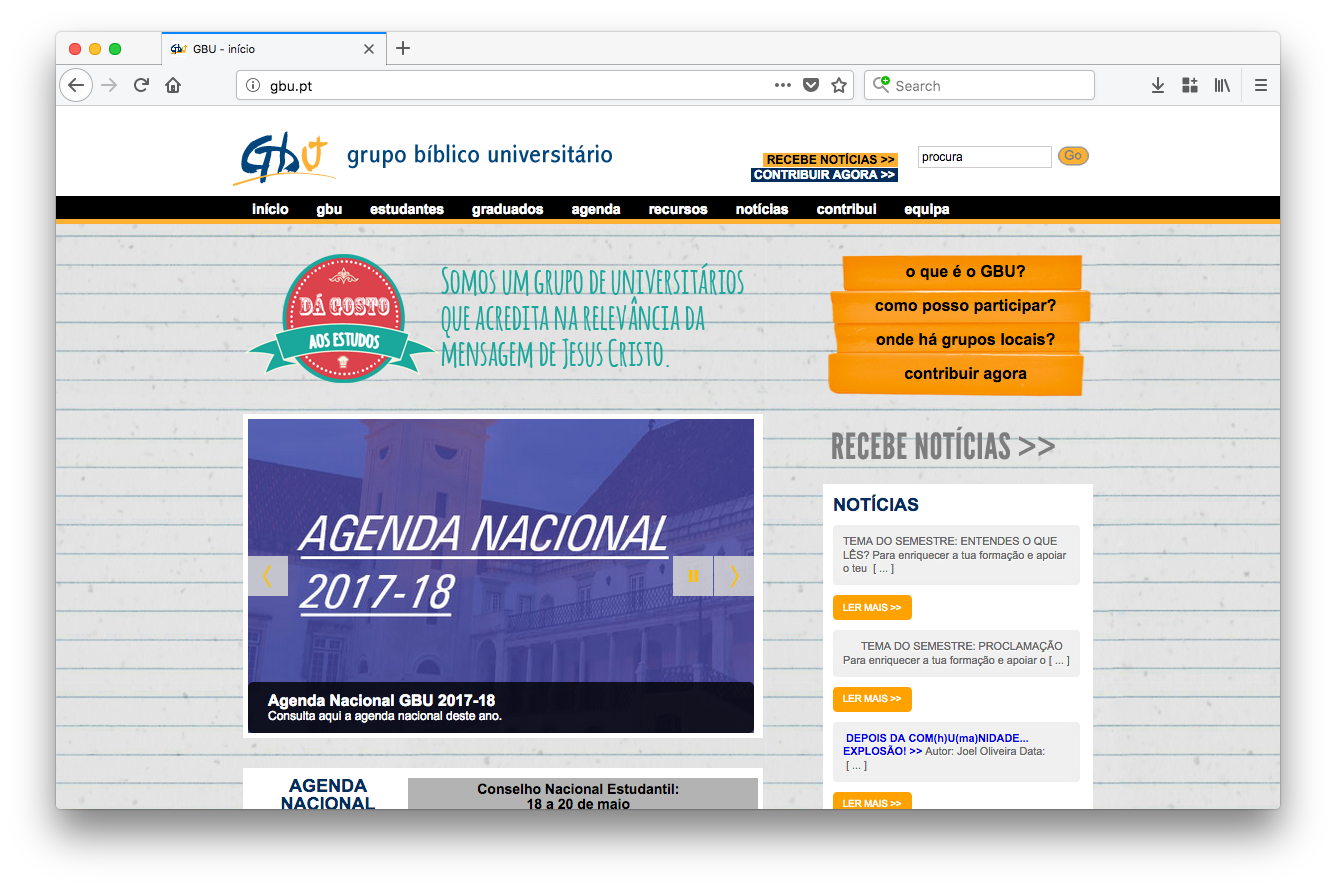 GBU - início
gbu.pt
Search
Gbu
grupo bíblico universitário
RECEBE NOTÍCIAS >>
CONTRIBUIR AGORA >>
procura
Go
início gbu estudantes graduados agenda recursos notícias contribui equipa
DÁ GOSTO
AOS ESTUDOS
SOMOS UM GRUPO DE UNIVERSITÁRIOS
QUE ACREDITA NA RELEVÂNCIA DA
MENSAGEM DE JESUS CRISTO.
o que é o GBU?
como posso participar?
onde há grupos locais?
contribuir agora
AGENDA NACIONAL
2017-18
Agenda Nacional GBU 2017-18
Consulta aqui a agenda nacional deste ano.
RECEBE NOTÍCIAS >>
NOTÍCIAS
TEMA DO SEMESTRE: ENTENDES O QUE
LÊS? Para enriquecer a tua formação e apoiar
o teu [ ... ]
LER MAIS >>
TEMA DO SEMESTRE: PROCLAMAÇÃO
Para enriquecer a tua formação e apoiar o [ ... ]
LER MAIS >>
DEPOIS DA COM(h)U(ma)NIDADE...
EXPLOSÃO! >> Autor: Joel Oliveira Data:
[ ... ]
LER MAIS >>
AGENDA
NACIONAL
Conselho Nacional Estudantil:
18 a 20 de maio